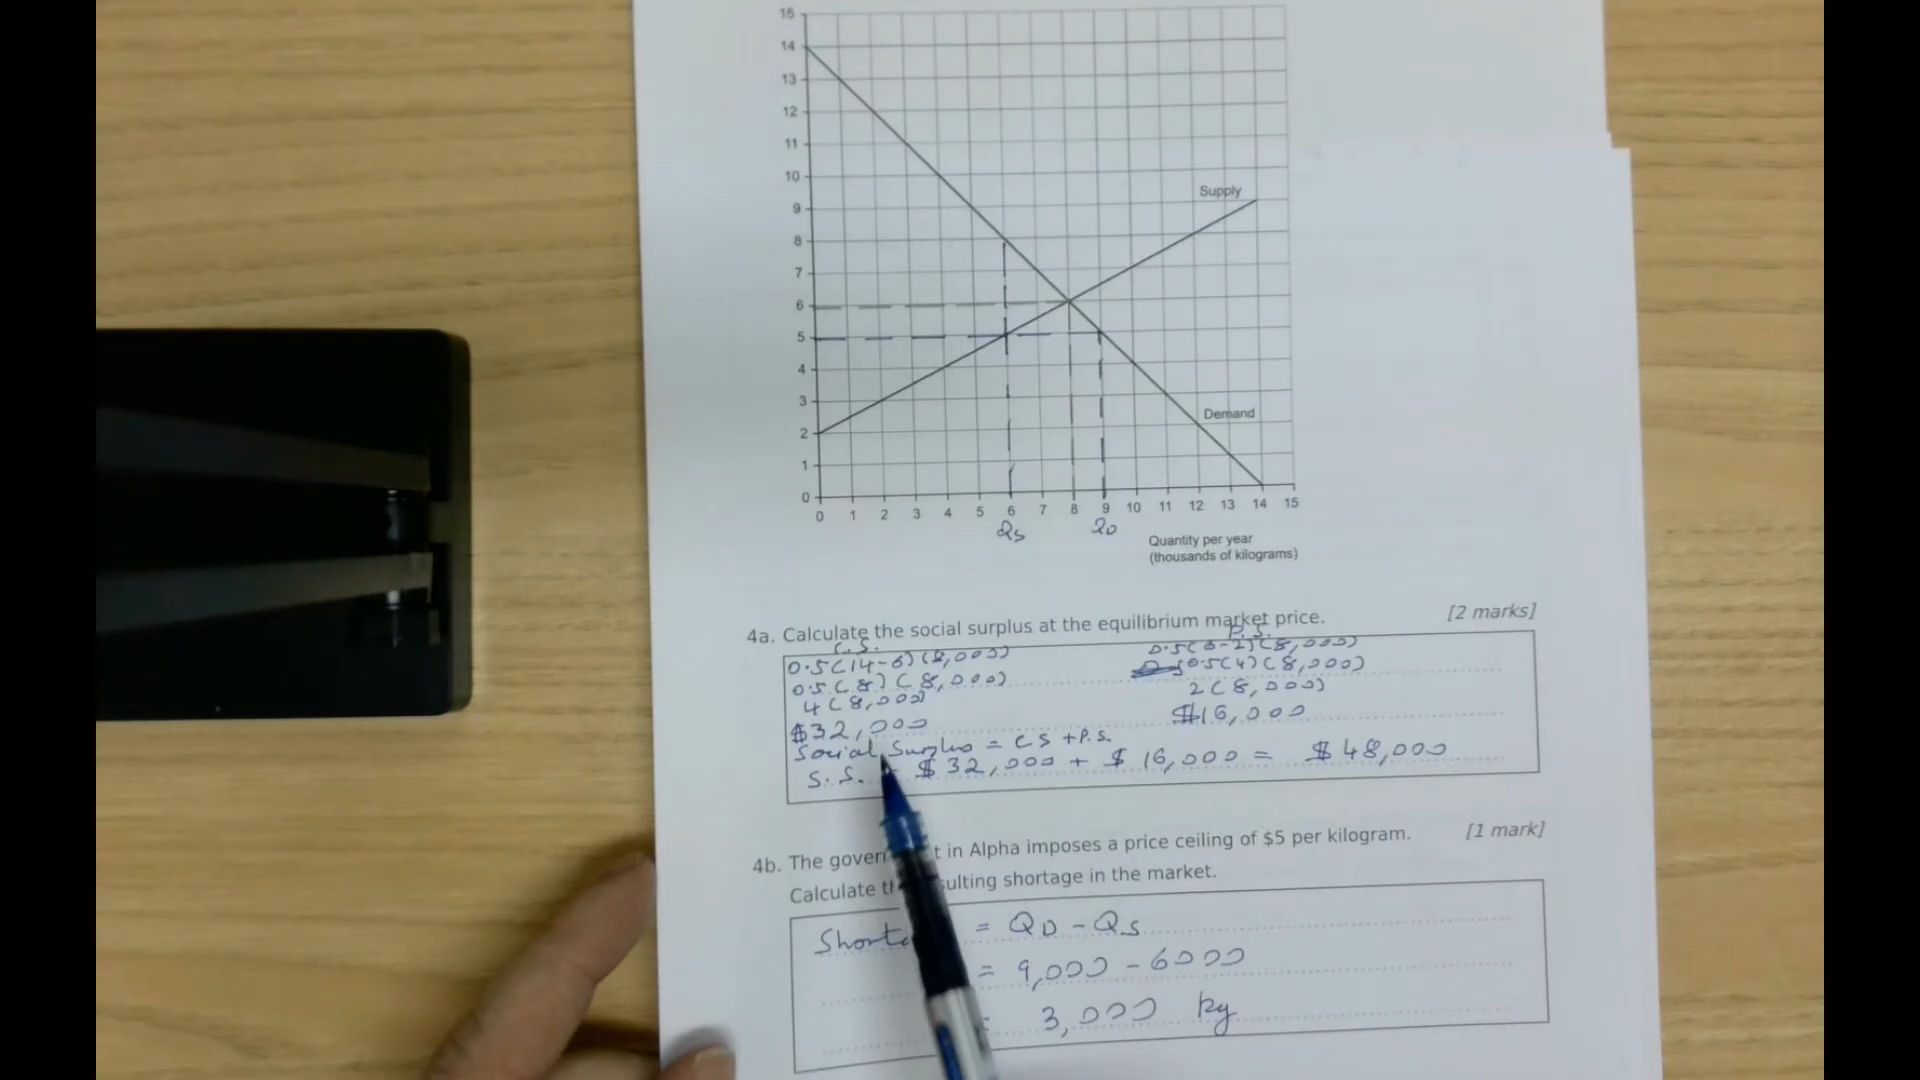 15
14
13
12
11
10
9
8
7
6
5
4
3
2
1
0
Supply
Demand
0 1 2 3 4 5 6 7 8 9 10 11 12 13 14 15
Qs QD
Quantity per year
(thousands of kilograms)
4a. Calculate the social surplus at the equilibrium market price. [2 marks]
C.S.
0.5(14-6)(8,000)
0.5(8)(8,000)
4(8,000)
$32,000
P.S.
0.5(6-2)(8,000)
0.5(4)(8,000)
2(8,000)
$16,000
Social Surplus = CS + P.S.
S.S. = $32,000 + $16,000 = $48,000
4b. The in Alpha imposes a price ceiling of $5 per kilogram. [1 mark]
Calculate shortage in the market.
= QD - Qs
= 9,000 - 6000
3,000 kg